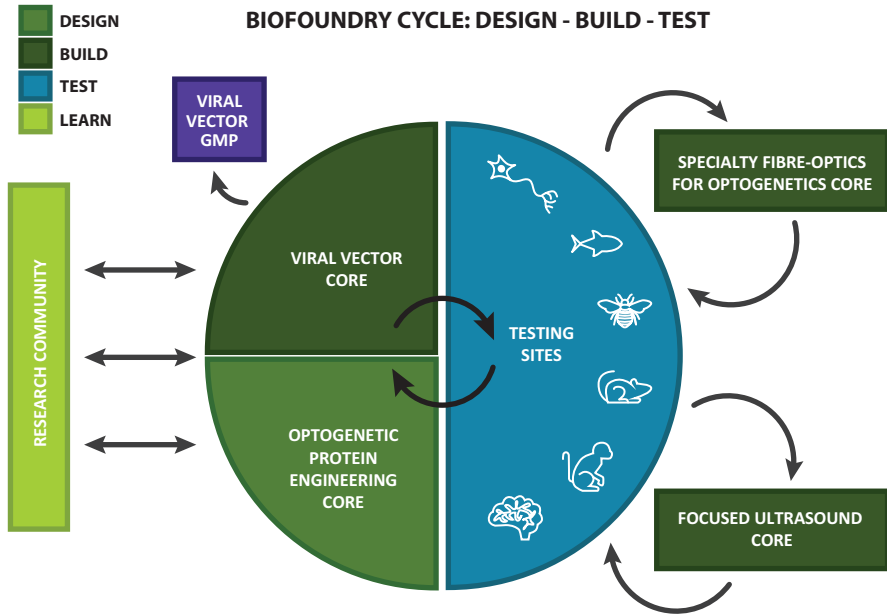 BIOFOUNDRY CYCLE: DESIGN - BUILD - TEST
DESIGN
BUILD
TEST
LEARN
VIRAL
VECTOR
GMP
SPECIALTY FIBRE-OPTICS
FOR OPTOGENETICS CORE
RESEARCH COMMUNITY
VIRAL VECTOR
CORE
TESTING
SITES
OPTOGENETIC
PROTEIN
ENGINEERING
CORE
FOCUSED ULTRASOUND
CORE